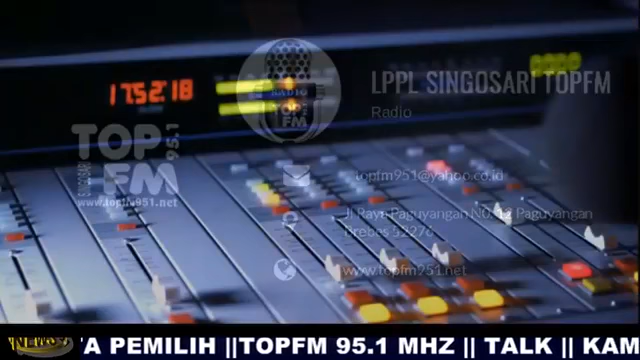 17:52:18
LPPL SINGOSARI TOPFM
Radio
RADIO
TOP
FM
TOP
FM
95.1
SINGOSARI
www.topfm951.net
topfm951@yahoo.co.id
Jl Raya Paguyangan NO. 12 Paguyangan
Brebes 52276
www.topfm951.net
NEWS
'A PEMILIH ||TOPFM 95.1 MHZ || TALK || KAM